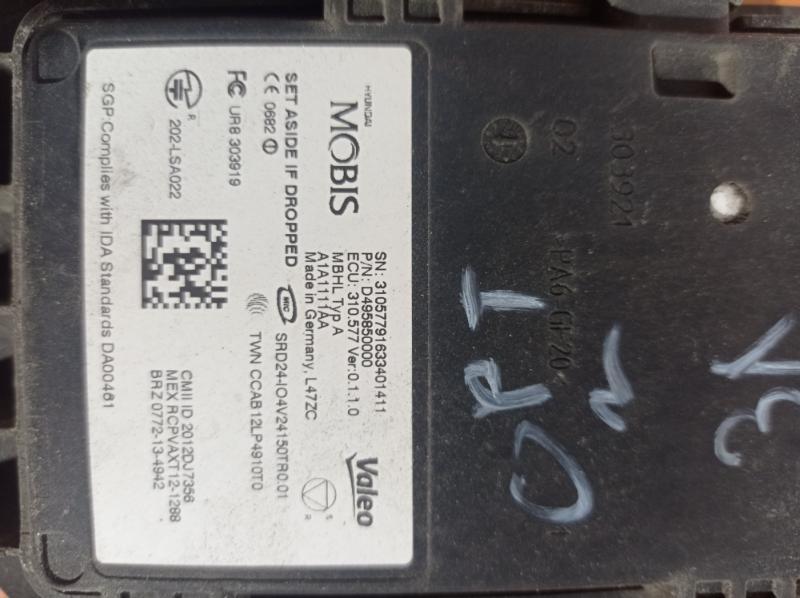 HYUNDAI
MOBIS
SN: 31057791633401411
P/N: D495850000
ECU: 310.577 Ver:0.1.1.0
MBHL Typ A
A1A1111AA
Made in Germany, L47ZC
Valeo
SET ASIDE IF DROPPED
CE 0682
SRD24-IO4V24150TR0.01
FC UR8 303919
TWN CCAB12LP4910T0
R
202-LSA022
CMII ID 2012DJ7356
MEX RCPVAXT12-1288
BRZ 0772-13-4942
SGP Complies with IDA Standards DA00461
303921
02
PA6-GF20